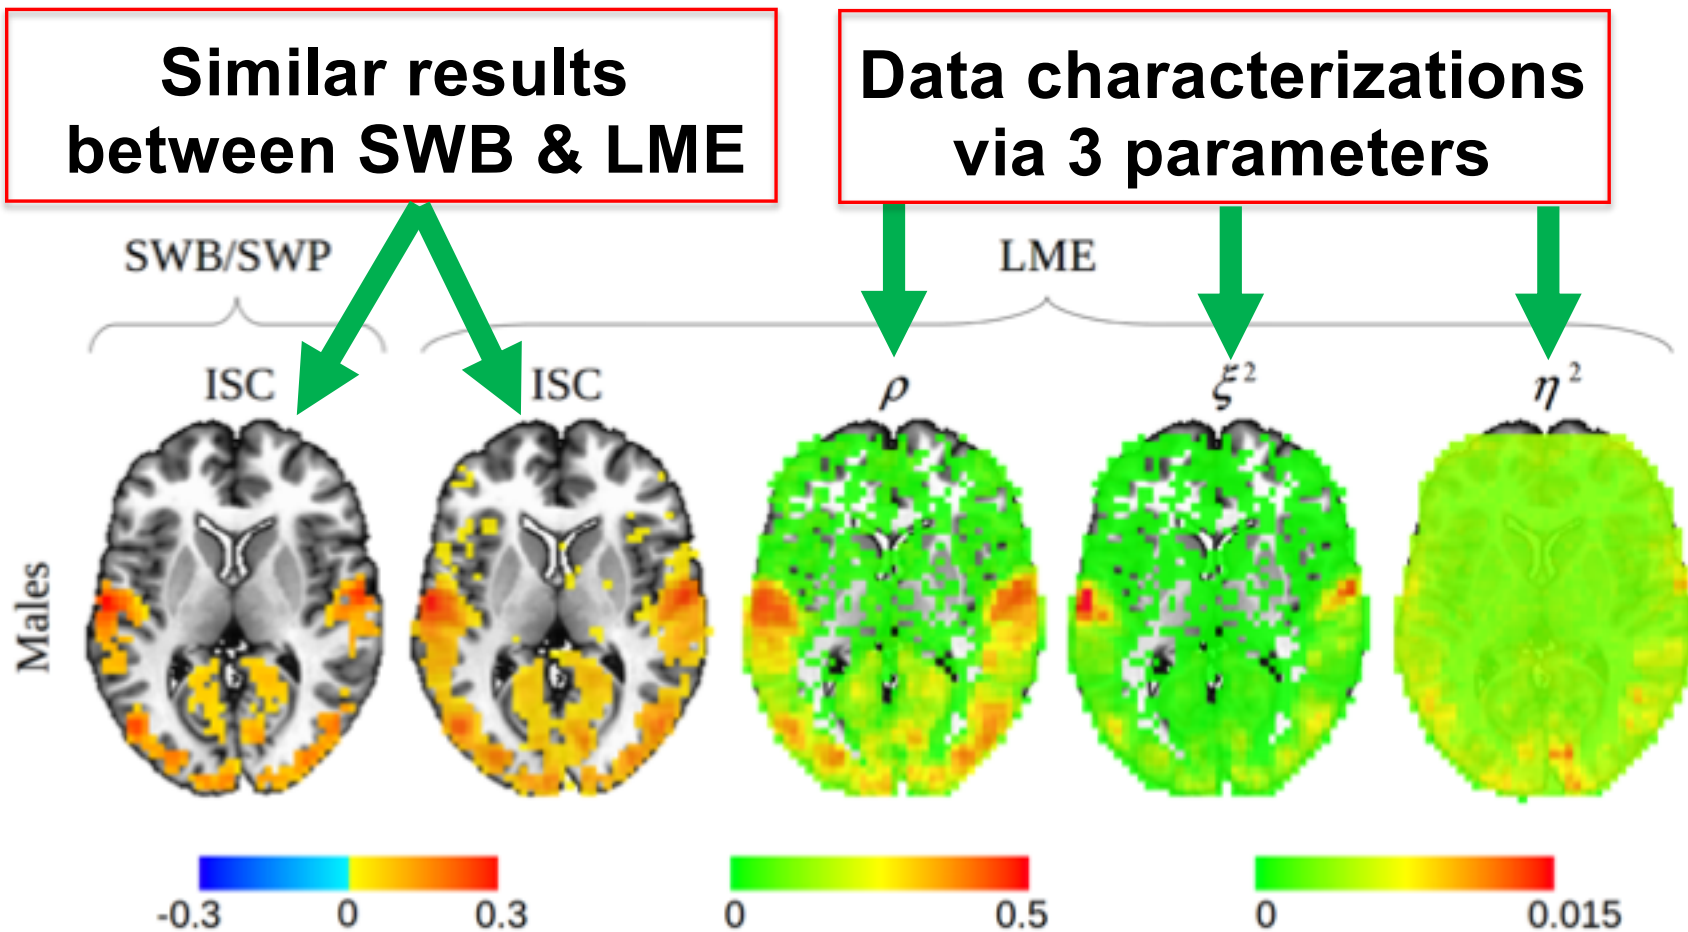 Similar results
between SWB & LME
Data characterizations
via 3 parameters
SWB/SWP
LME
ISC
ISC
ρ
ξ²
η²
Males
-0.3
0
0.3
0
0.5
0
0.015